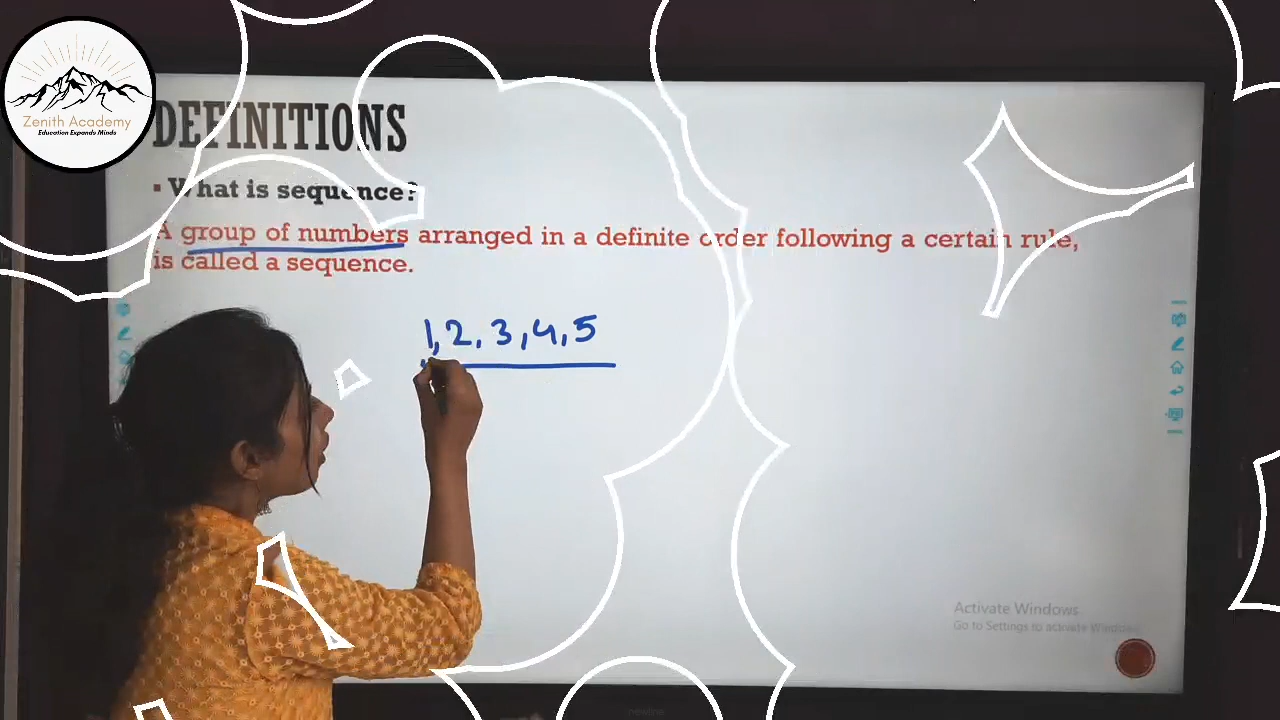 Zenith Academy
Education Expands Minds
DEFINITIONS
▪ What is sequence?
A group of numbers arranged in a definite order following a certain rule,
is called a sequence.
1, 2, 3, 4, 5
Activate Windows
Go to Settings to activate Windows.